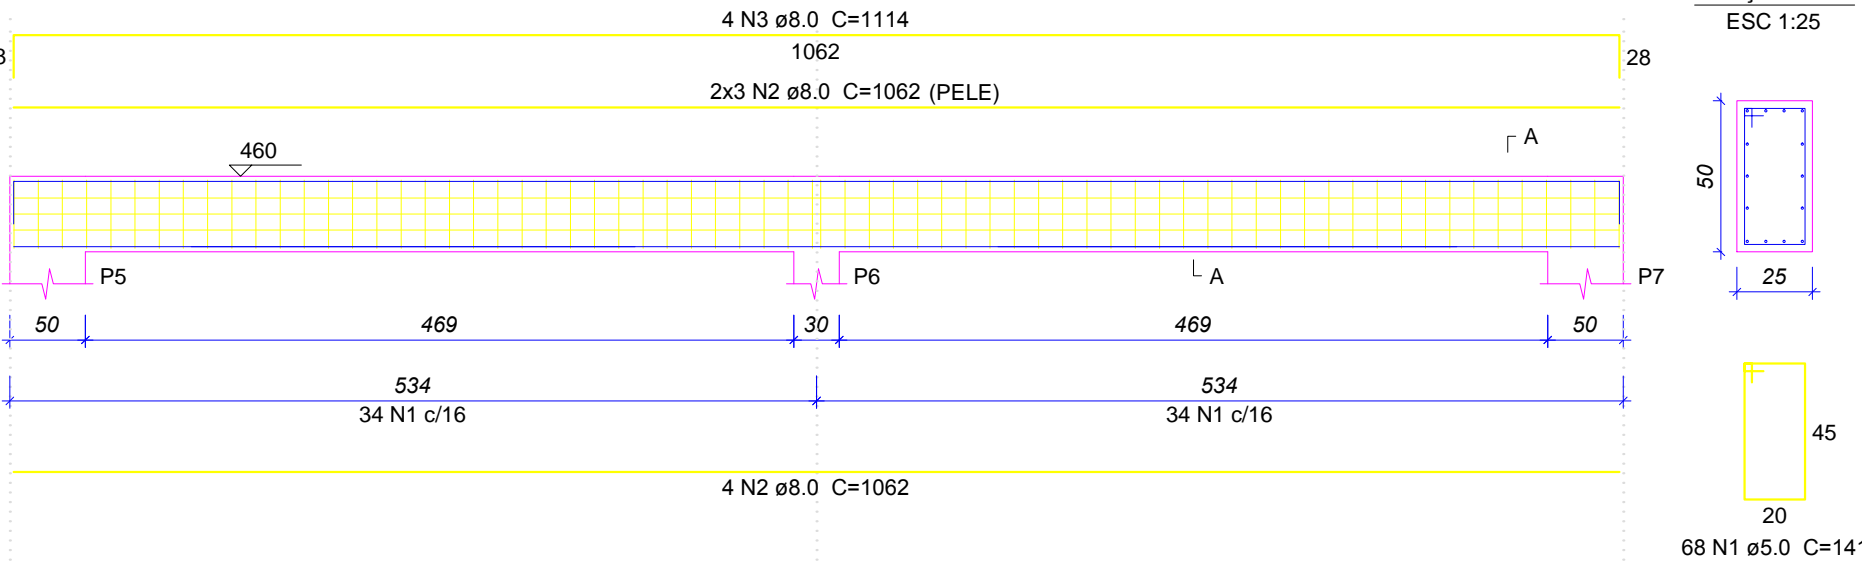 4 N3 ø8.0 C=1114
ESC 1:25
1062
28
2x3 N2 ø8.0 C=1062 (PELE)
A
460
50
P5
P6
A
P7
25
50
469
30
469
50
534
534
34 N1 c/16
34 N1 c/16
45
4 N2 ø8.0 C=1062
20
68 N1 ø5.0 C=141